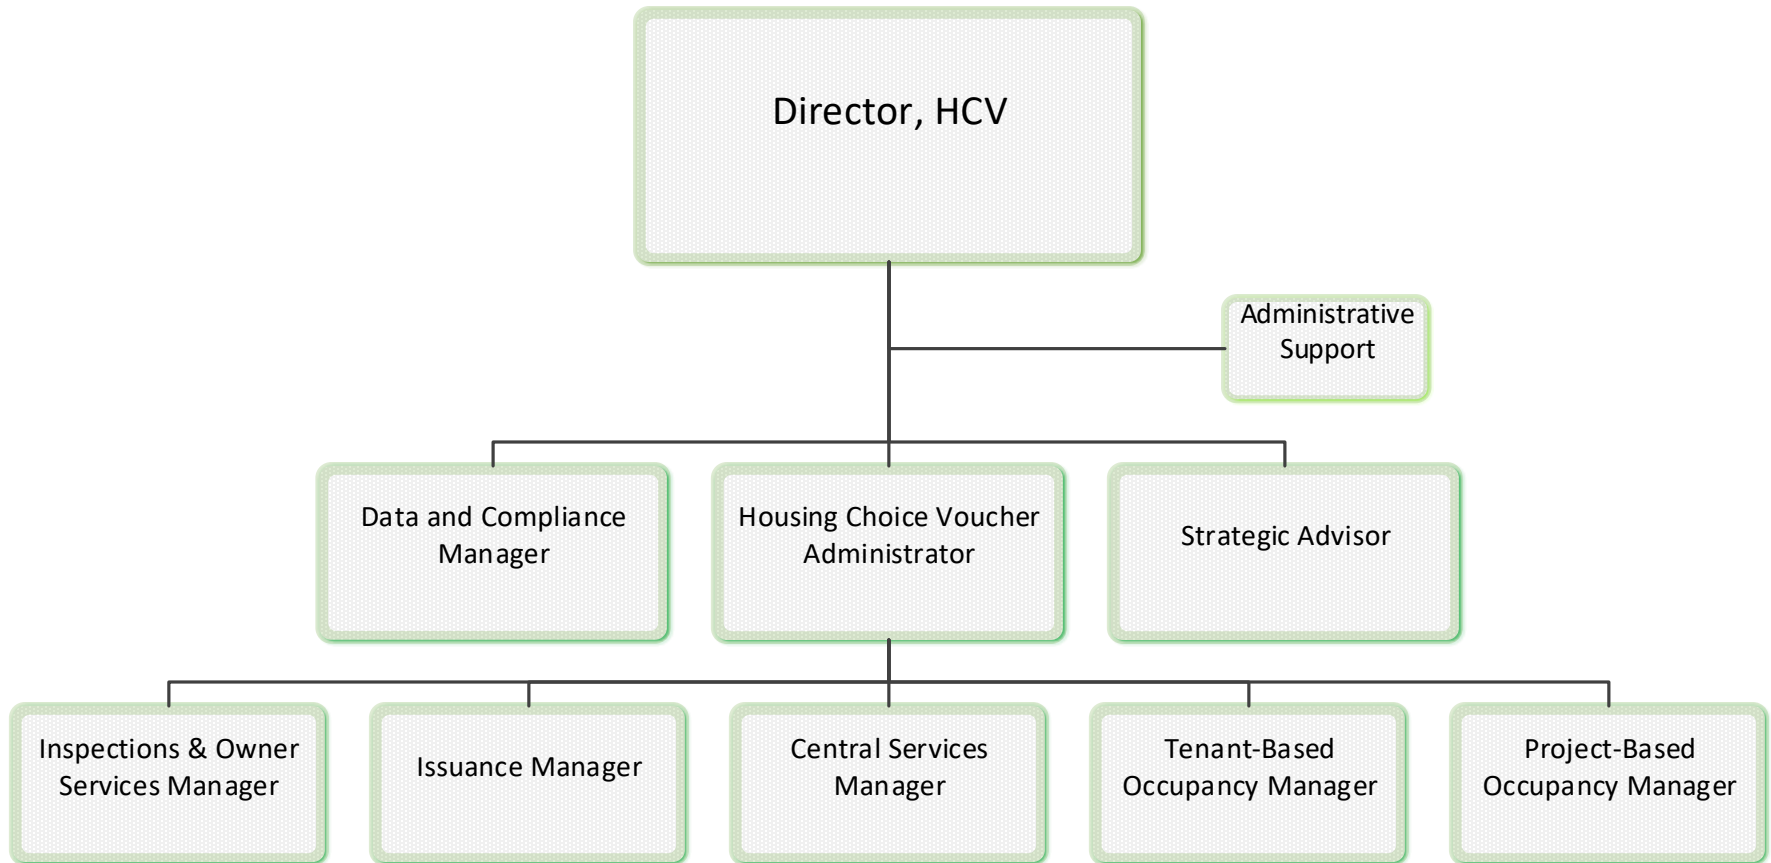 Director, HCV
Administrative
Support
Data and Compliance
Manager
Housing Choice Voucher
Administrator
Strategic Advisor
Inspections & Owner
Services Manager
Issuance Manager
Central Services
Manager
Tenant-Based
Occupancy Manager
Project-Based
Occupancy Manager